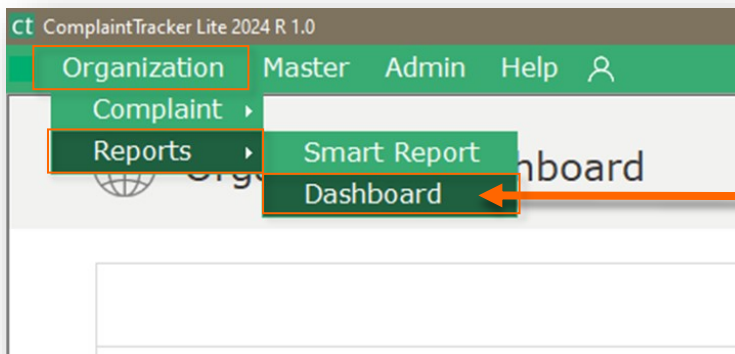 ct ComplaintTracker Lite 2024 R 1.0
Organization Master Admin Help
Complaint
Reports
Smart Report
Dashboard